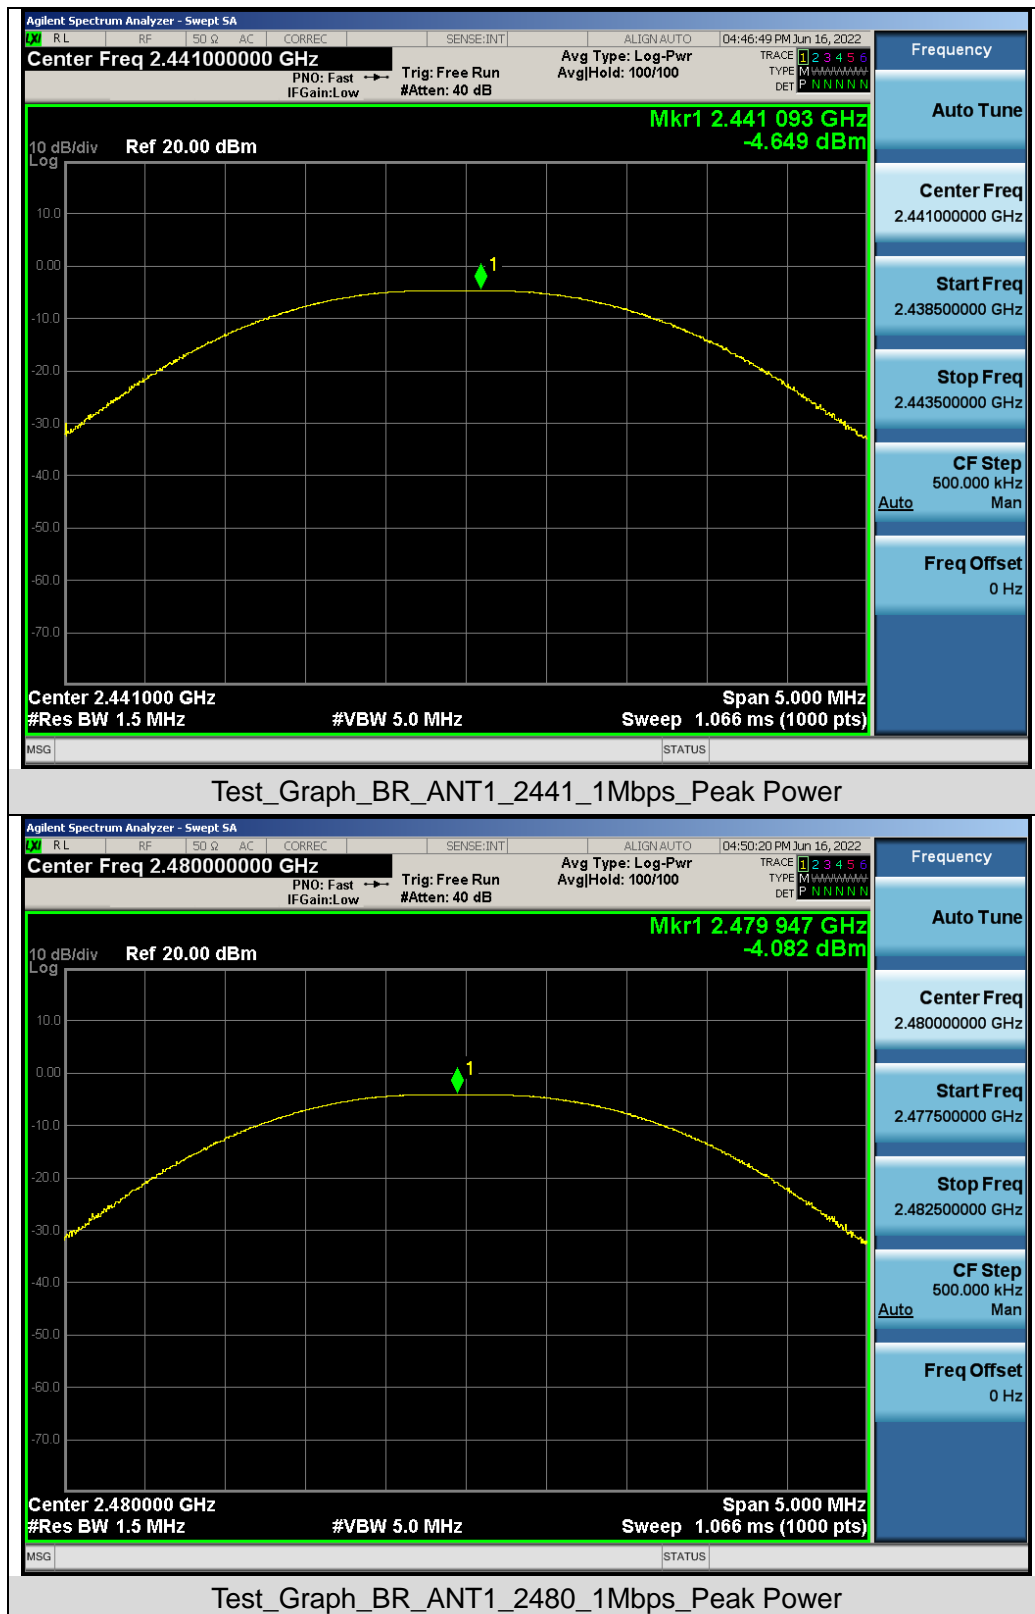 Agilent Spectrum Analyzer - Swept SA
LXI RL RF 50 Ω AC CORREC SENSE:INT ALIGN AUTO 04:46:49 PM Jun 16, 2022
Center Freq 2.441000000 GHz
PNO: Fast
IFGain:Low
Trig: Free Run
#Atten: 40 dB
Avg Type: Log-Pwr
Avg|Hold: 100/100
TRACE 1 2 3 4 5 6
TYPE M WWWWW
DET P N N N N N
Frequency
Auto Tune
Center Freq
2.441000000 GHz
Start Freq
2.438500000 GHz
Stop Freq
2.443500000 GHz
CF Step
500.000 kHz
Auto Man
Freq Offset
0 Hz
Mkr1 2.441 093 GHz
-4.649 dBm
10 dB/div Ref 20.00 dBm
Log
10.0
0.00
-10.0
-20.0
-30.0
-40.0
-50.0
-60.0
-70.0
1
Center 2.441000 GHz Span 5.000 MHz
#Res BW 1.5 MHz #VBW 5.0 MHz Sweep 1.066 ms (1000 pts)
MSG STATUS
Test_Graph_BR_ANT1_2441_1Mbps_Peak Power
Agilent Spectrum Analyzer - Swept SA
LXI RL RF 50 Ω AC CORREC SENSE:INT ALIGN AUTO 04:50:20 PM Jun 16, 2022
Center Freq 2.480000000 GHz
PNO: Fast
IFGain:Low
Trig: Free Run
#Atten: 40 dB
Avg Type: Log-Pwr
Avg|Hold: 100/100
TRACE 1 2 3 4 5 6
TYPE M WWWWW
DET P N N N N N
Frequency
Auto Tune
Center Freq
2.480000000 GHz
Start Freq
2.477500000 GHz
Stop Freq
2.482500000 GHz
CF Step
500.000 kHz
Auto Man
Freq Offset
0 Hz
Mkr1 2.479 947 GHz
-4.082 dBm
10 dB/div Ref 20.00 dBm
Log
10.0
0.00
-10.0
-20.0
-30.0
-40.0
-50.0
-60.0
-70.0
1
Center 2.480000 GHz Span 5.000 MHz
#Res BW 1.5 MHz #VBW 5.0 MHz Sweep 1.066 ms (1000 pts)
MSG STATUS
Test_Graph_BR_ANT1_2480_1Mbps_Peak Power